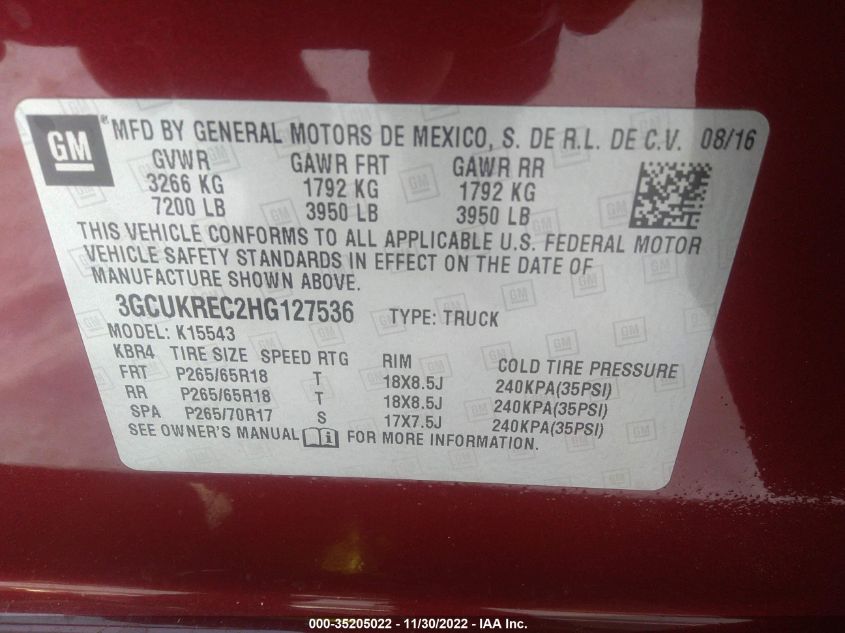 GM
® MFD BY GENERAL MOTORS DE MEXICO, S. DE R.L. DE C.V. 08/16
GVWR GAWR FRT GAWR RR
3266 KG 1792 KG 1792 KG
7200 LB 3950 LB 3950 LB
THIS VEHICLE CONFORMS TO ALL APPLICABLE U.S. FEDERAL MOTOR
VEHICLE SAFETY STANDARDS IN EFFECT ON THE DATE OF
MANUFACTURE SHOWN ABOVE.
3GCUKREC2HG127536 TYPE: TRUCK
MODEL: K15543
KBR4 TIRE SIZE SPEED RTG RIM COLD TIRE PRESSURE
FRT P265/65R18 T 18X8.5J 240KPA(35PSI)
RR P265/65R18 T 18X8.5J 240KPA(35PSI)
SPA P265/70R17 S 17X7.5J 240KPA(35PSI)
SEE OWNER'S MANUAL FOR MORE INFORMATION.
000-35205022 - 11/30/2022 - IAA Inc.